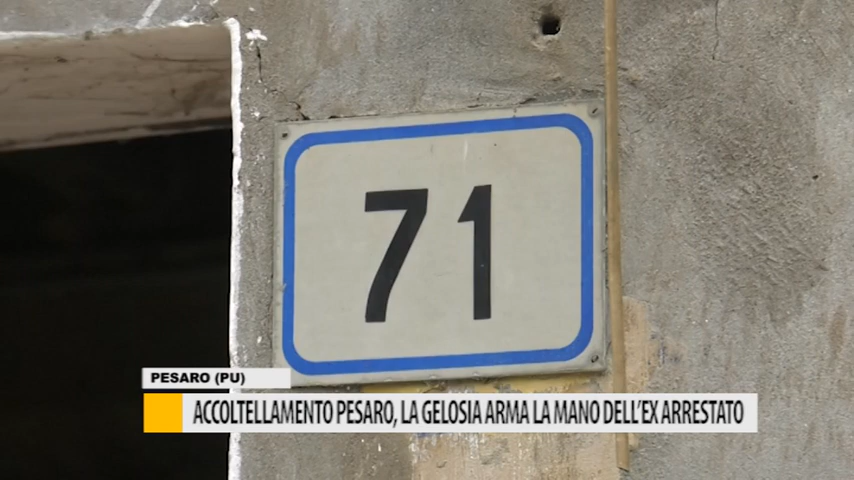 71
PESARO (PU)
ACCOLTELLAMENTO PESARO, LA GELOSIA ARMA LA MANO DELL'EX ARRESTATO